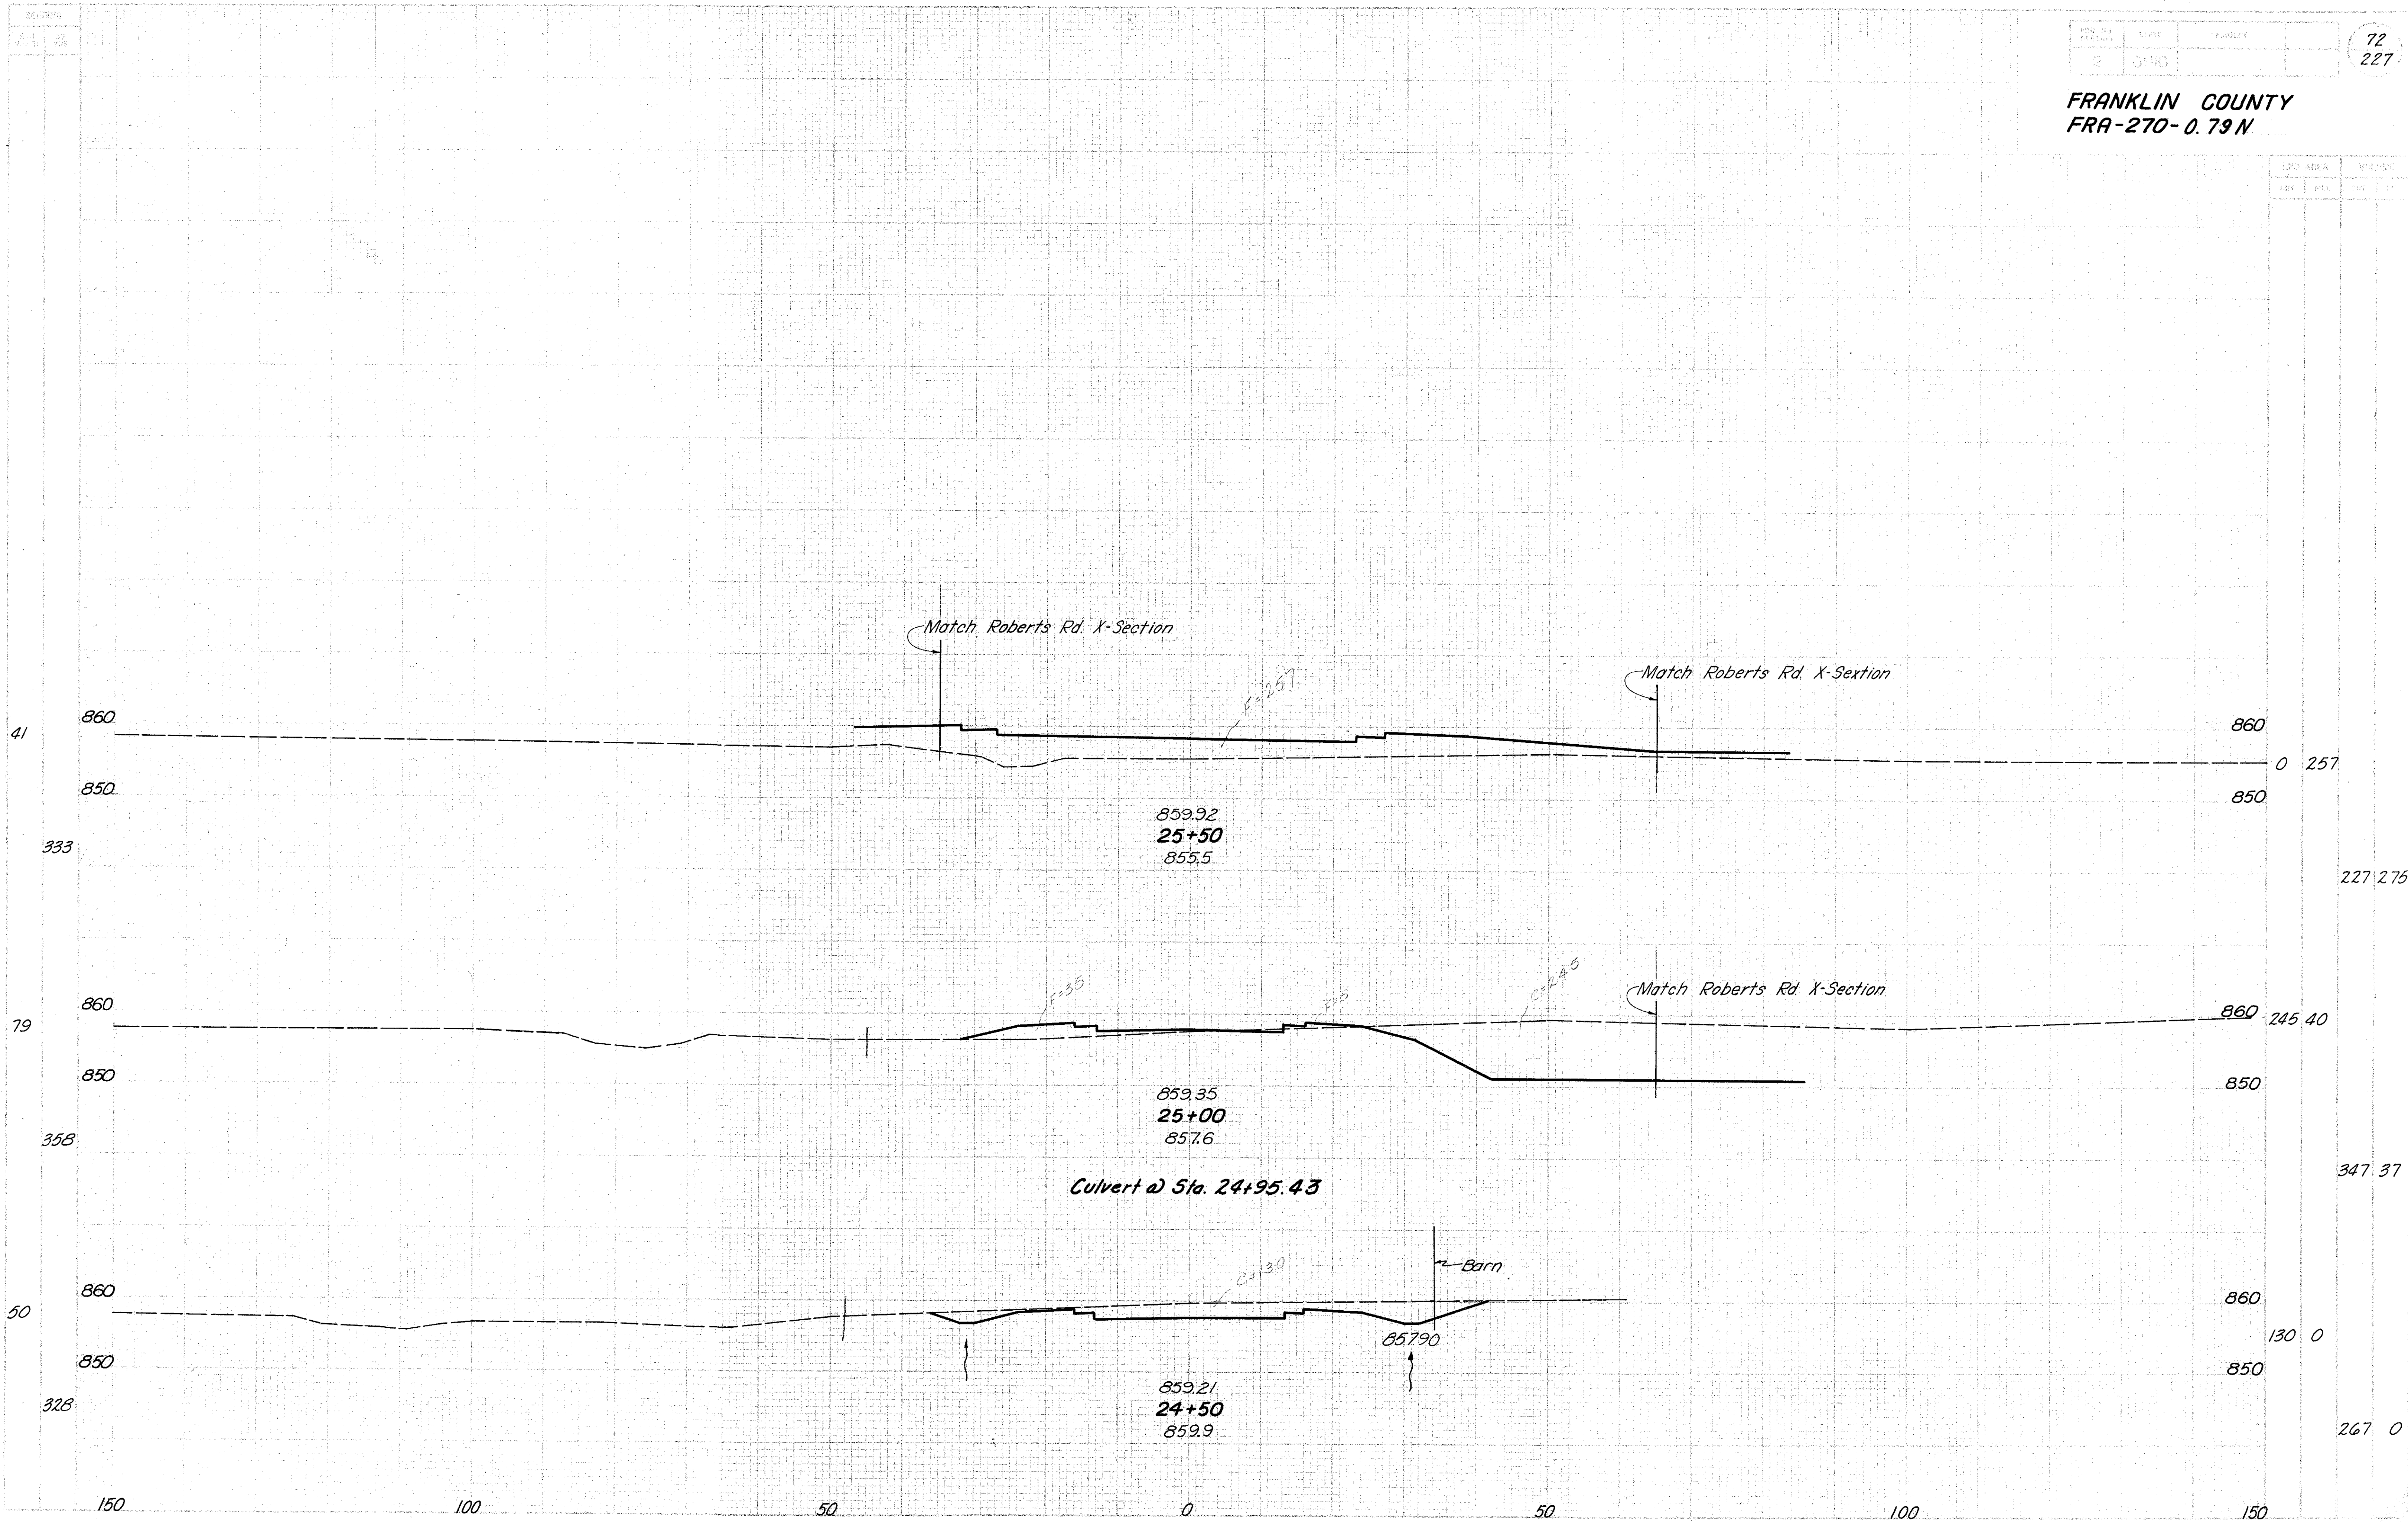 72
227
FRANKLIN COUNTY
FRA-270-0.79 N
OHIO
END AREA
Match Roberts Rd. X-Section
F=257
Match Roberts Rd. X-Sextion
860
860
41
0 257
850
850
859.92
25+50
855.5
333
227 275
F=35
F=5
C=245
Match Roberts Rd. X-Section
860
860
79
245 40
850
850
859.35
25+00
857.6
358
347 37
Culvert @ Sta. 24+95.43
C=130
Barn
860
860
50
857.90
130 0
850
850
859.21
24+50
859.9
328
267 0
150 100 50 0 50 100 150